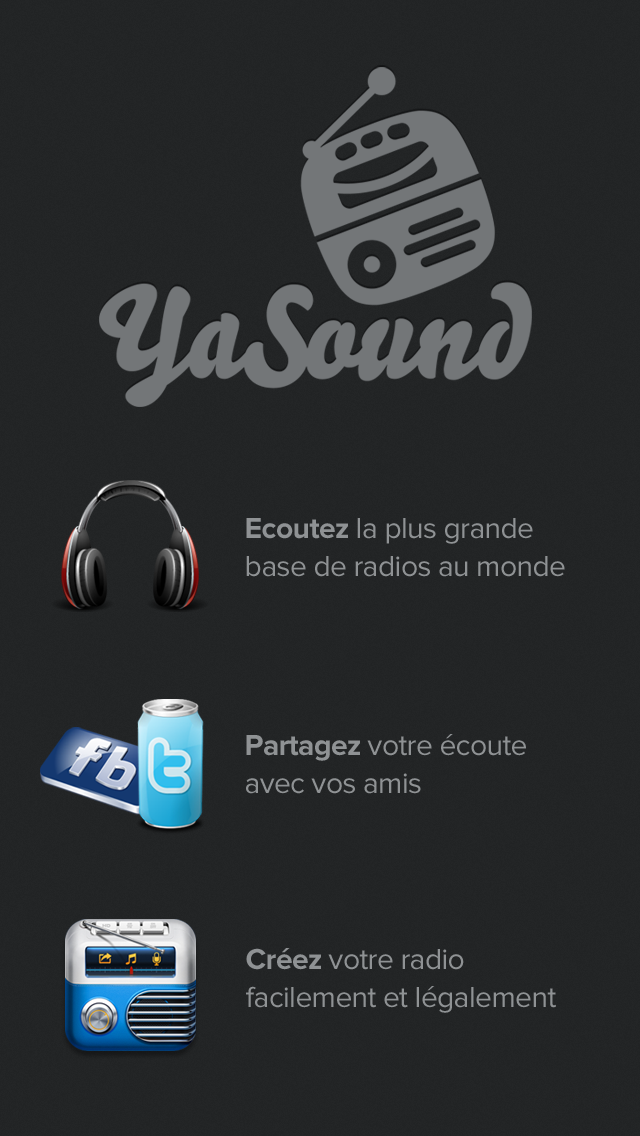 YaSound
Ecoutez la plus grande
base de radios au monde
fb
t
Partagez votre écoute
avec vos amis
Créez votre radio
facilement et légalement